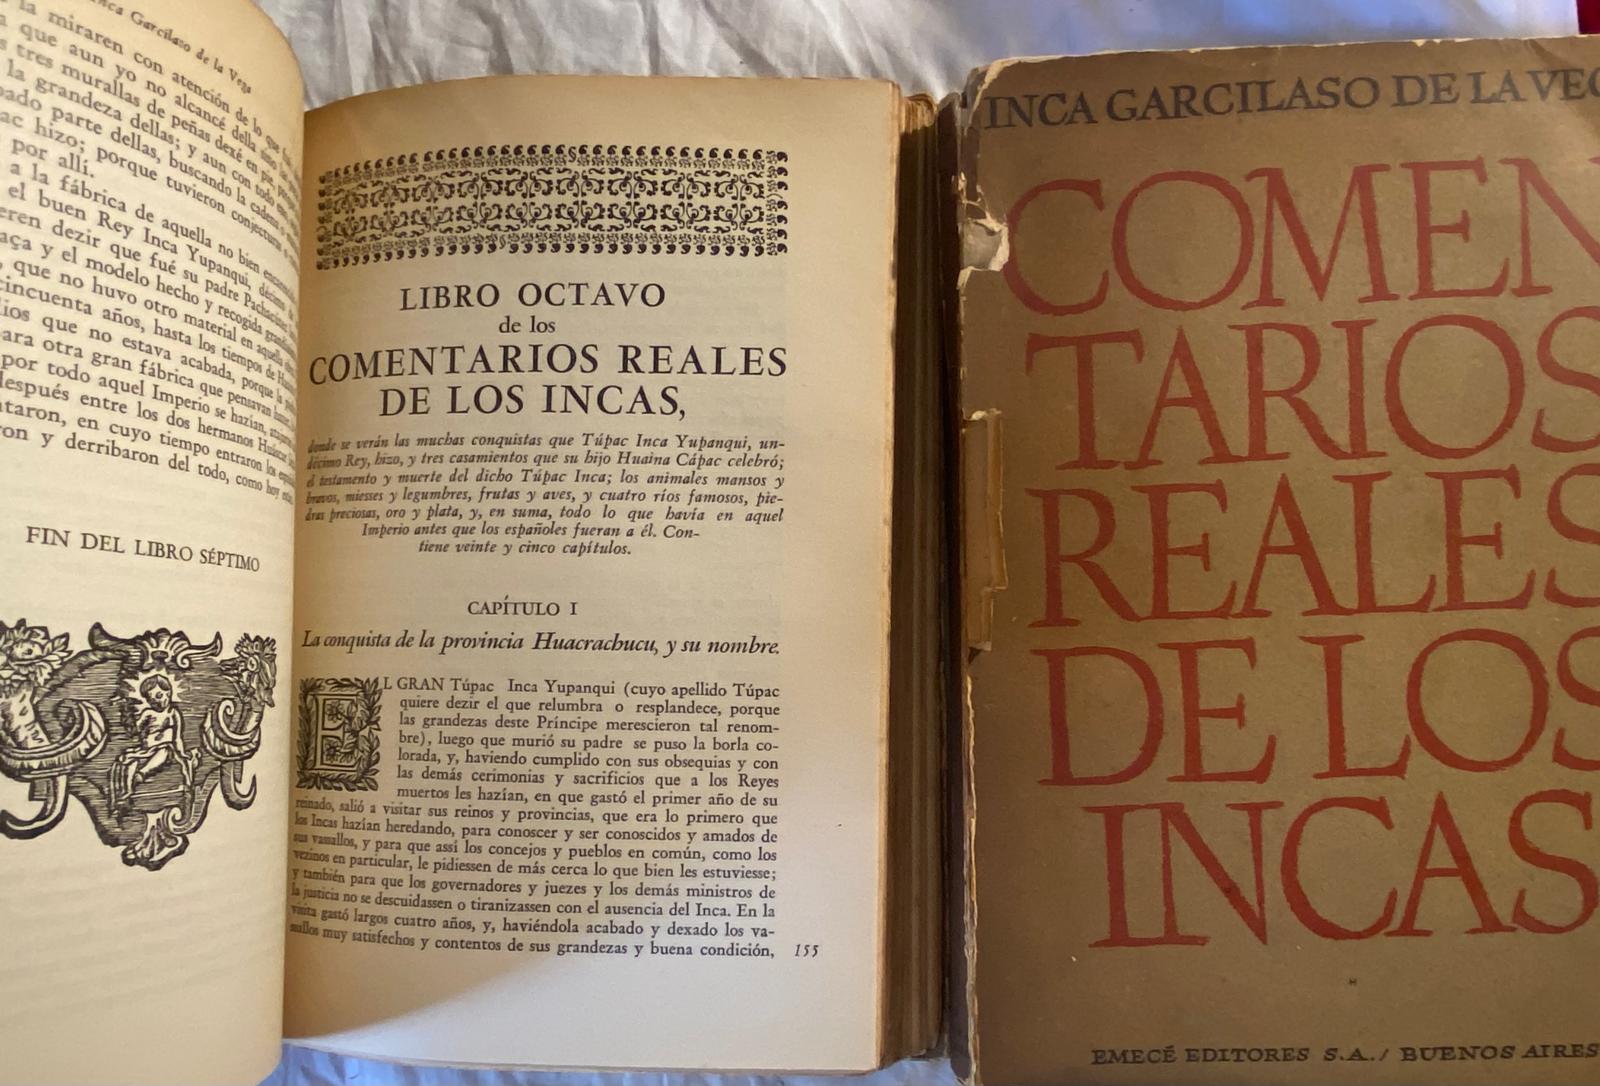 Inca Garcilaso de la Vega
la miraren con atención de lo que fué,
que aun yo no alcancé della sino las
tres murallas de peñas dexé en pie,
la grandeza dellas; y aun con todo esso
parte dellas, buscando la cadena o
hizo; porque tuvieron conjecturas o
por allí.
a la fábrica de aquella no bien
el buen Rey Inca Yupanqui, décimo de
dezir que fué su padre Pachacútec
y el modelo hecho y recogida
que no huvo otro material en aquella
cincuenta años, hasta los tiempos de
que no estava acabada, porque la
para otra gran fábrica que pensavan
por todo aquel Imperio se hazían,
después entre los dos hermanos Huáscar
en cuyo tiempo entraron los
y derribaron del todo, como hoy
FIN DEL LIBRO SÉPTIMO
LIBRO OCTAVO
de los
COMENTARIOS REALES
DE LOS INCAS,
donde se verán las muchas conquistas que Túpac Inca Yupanqui, un-
décimo Rey, hizo, y tres casamientos que su hijo Huaina Cápac celebró;
el testamento y muerte del dicho Túpac Inca; los animales mansos y
bravos, miesses y legumbres, frutas y aves, y cuatro ríos famosos, pie-
dras preciosas, oro y plata, y, en suma, todo lo que havía en aquel
Imperio antes que los españoles fueran a él. Con-
tiene veinte y cinco capítulos.
CAPÍTULO I
La conquista de la provincia Huacrachucu, y su nombre.
EL GRAN Túpac Inca Yupanqui (cuyo apellido Túpac
quiere dezir el que relumbra o resplandece, porque
las grandezas deste Príncipe merescieron tal renom-
bre), luego que murió su padre se puso la borla co-
lorada, y, haviendo cumplido con sus obsequias y con
las demás cerimonias y sacrificios que a los Reyes
muertos les hazían, en que gastó el primer año de su
reinado, salió a visitar sus reinos y provincias, que era lo primero que
los Incas hazían heredando, para conoscer y ser conoscidos y amados de
sus vasallos, y para que assí los concejos y pueblos en común, como los
vezinos en particular, le pidiessen de más cerca lo que bien les estuviesse;
y también para que los governadores y juezes y los demás ministros de
la justicia no se descuidassen o tiranizassen con el ausencia del Inca. En la
visita gastó largos cuatro años, y, haviéndola acabado y dexado los va-
sallos muy satisfechos y contentos de sus grandezas y buena condición,
155
INCA GARCILASO DE LA VEG
COMEN
TARIOS
REALES
DE LOS
INCAS
EMECÉ EDITORES S.A. / BUENOS AIRES